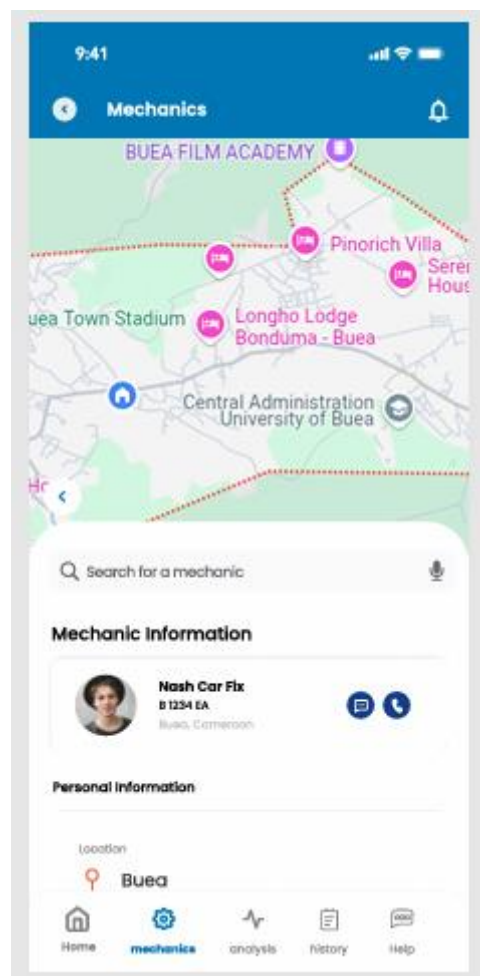 9:41
Mechanics
BUEA FILM ACADEMY
Pinorich Villa
Seren
Hous
uea Town Stadium
Longho Lodge
Bonduma - Buea
Central Administration
University of Buea
Search for a mechanic
Mechanic Information
Nash Car Fix
B 1234 EA
Buea, Cameroon
Personal Information
Location
Buea
Home
mechanics
analysis
history
Help